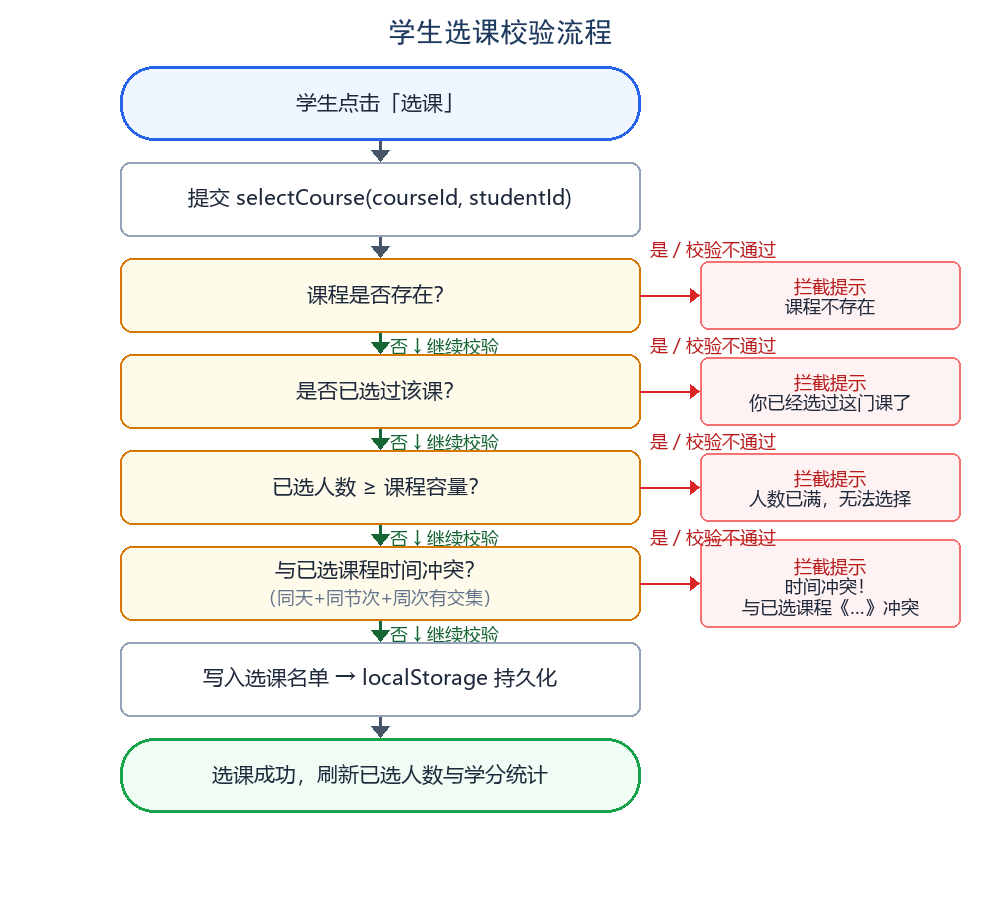 学生选课校验流程
学生点击「选课」
提交 selectCourse(courseId, studentId)
是 / 校验不通过
课程是否存在？
拦截提示
课程不存在
否↓继续校验
是 / 校验不通过
是否已选过该课？
拦截提示
你已经选过这门课了
否↓继续校验
是 / 校验不通过
已选人数 ≥ 课程容量？
拦截提示
人数已满，无法选择
否↓继续校验
是 / 校验不通过
与已选课程时间冲突？
(同天+同节次+周次有交集)
拦截提示
时间冲突！
与已选课程《…》冲突
否↓继续校验
写入选课名单 → localStorage 持久化
选课成功，刷新已选人数与学分统计